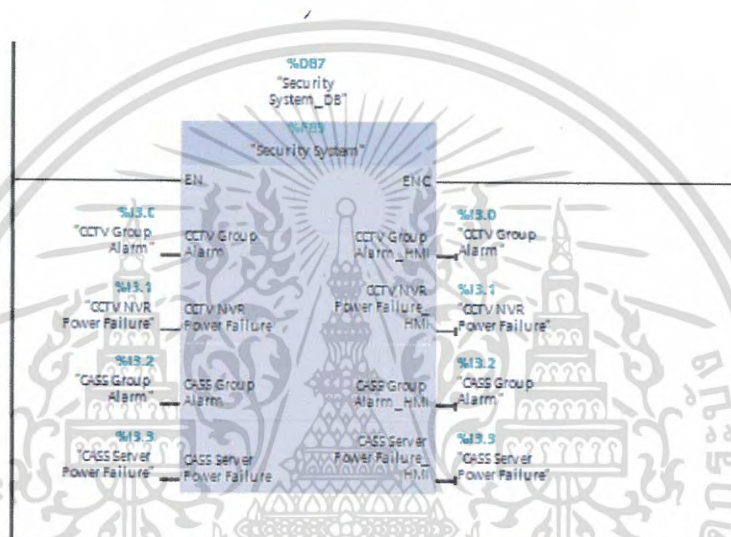 %DB7
"Security
System_DB"
"Security System"
EN
ENO
%I3.0
"CCTV Group
Alarm"
CCTV Group
Alarm
CCTV Group
Alarm_HMI
%I3.0
"CCTV Group
Alarm"
%I3.1
"CCTV NVR
Power Failure"
CCTV NVR
Power Failure
CCTV NVR
Power Failure_
HMI
%I3.1
"CCTV NVR
Power Failure"
%I3.2
"CASS Group
Alarm"
CASS Group
Alarm
CASS Group
Alarm_HMI
%I3.2
"CASS Group
Alarm"
%I3.3
"CASS Server
Power Failure"
CASS Server
Power Failure
CASS Server
Power Failure_
HMI
%I3.3
"CASS Server
Power Failure"